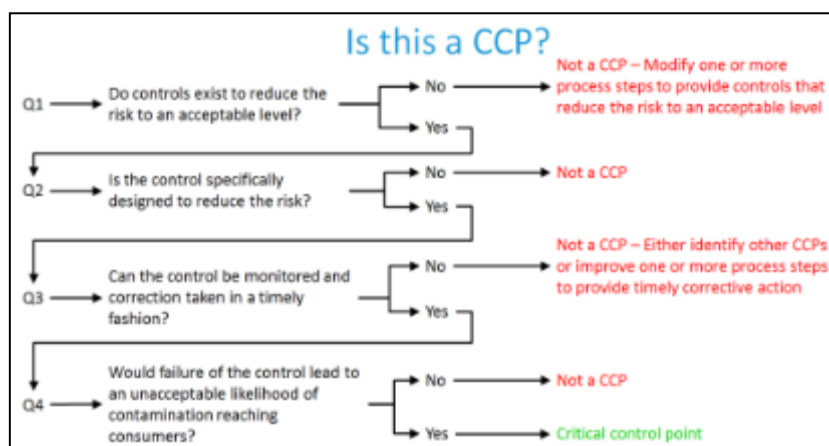 Is this a CCP?
Q1
Do controls exist to reduce the
risk to an acceptable level?
No
Not a CCP – Modify one or more
process steps to provide controls that
reduce the risk to an acceptable level
Yes
Q2
Is the control specifically
designed to reduce the risk?
No
Not a CCP
Yes
Q3
Can the control be monitored and
correction taken in a timely
fashion?
No
Not a CCP – Either identify other CCPs
or improve one or more process steps
to provide timely corrective action
Yes
Q4
Would failure of the control lead to
an unacceptable likelihood of
contamination reaching
consumers?
No
Not a CCP
Yes
Critical control point